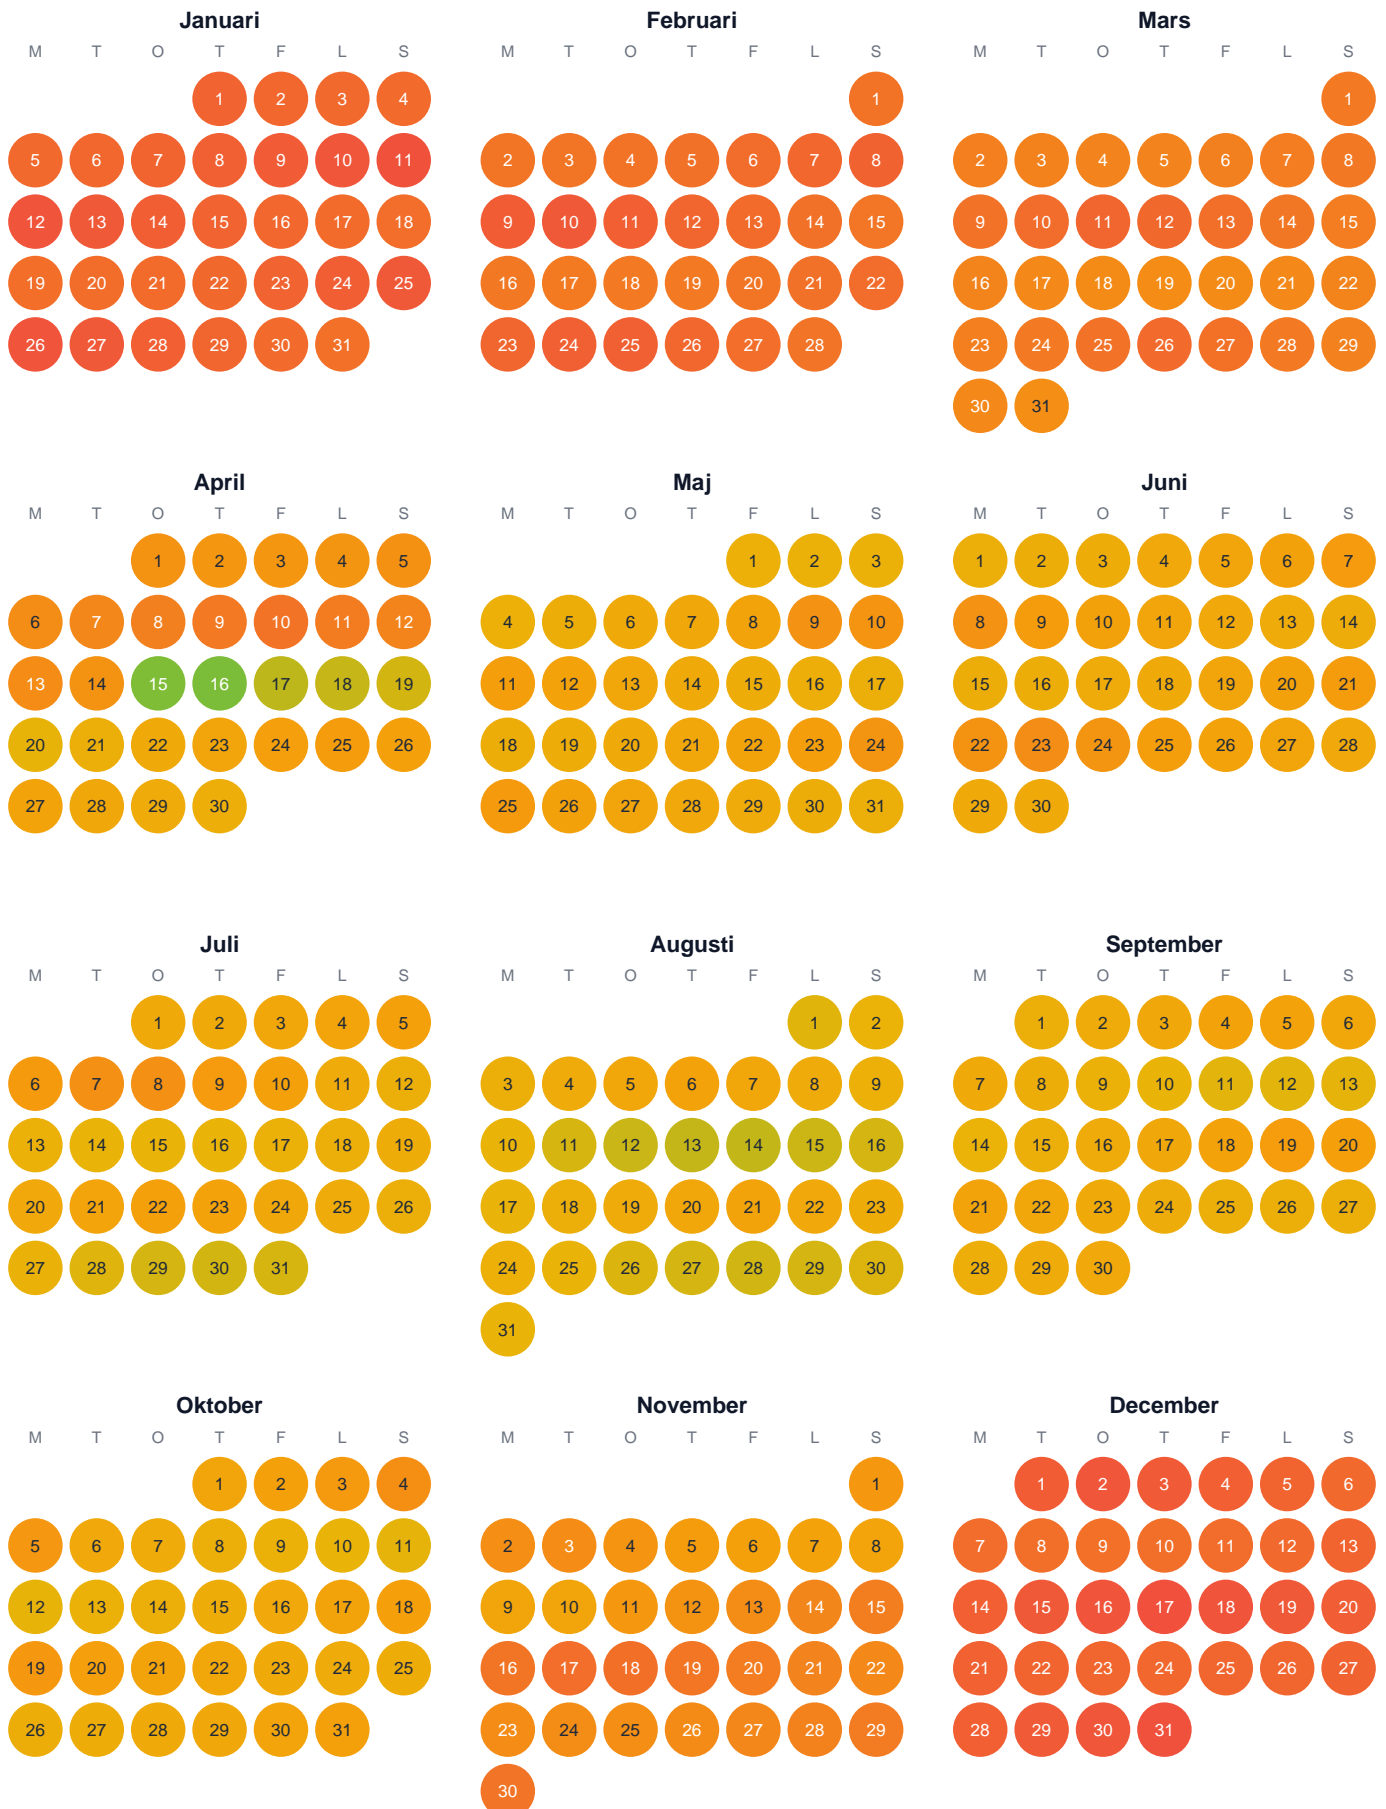 Januari Februari Mars
M T O T F L S M T O T F L S M T O T F L S
1 2 3 4 1 1
5 6 7 8 9 10 11 2 3 4 5 6 7 8 2 3 4 5 6 7 8
12 13 14 15 16 17 18 9 10 11 12 13 14 15 9 10 11 12 13 14 15
19 20 21 22 23 24 25 16 17 18 19 20 21 22 16 17 18 19 20 21 22
26 27 28 29 30 31 23 24 25 26 27 28 23 24 25 26 27 28 29
30 31
April Maj Juni
M T O T F L S M T O T F L S M T O T F L S
1 2 3 4 5 1 2 3 1 2 3 4 5 6 7
6 7 8 9 10 11 12 4 5 6 7 8 9 10 8 9 10 11 12 13 14
13 14 15 16 17 18 19 11 12 13 14 15 16 17 15 16 17 18 19 20 21
20 21 22 23 24 25 26 18 19 20 21 22 23 24 22 23 24 25 26 27 28
27 28 29 30 25 26 27 28 29 30 31 29 30
Juli Augusti September
M T O T F L S M T O T F L S M T O T F L S
1 2 3 4 5 1 2 1 2 3 4 5 6
6 7 8 9 10 11 12 3 4 5 6 7 8 9 7 8 9 10 11 12 13
13 14 15 16 17 18 19 10 11 12 13 14 15 16 14 15 16 17 18 19 20
20 21 22 23 24 25 26 17 18 19 20 21 22 23 21 22 23 24 25 26 27
27 28 29 30 31 24 25 26 27 28 29 30 28 29 30
31
Oktober November December
M T O T F L S M T O T F L S M T O T F L S
1 2 3 4 1 1 2 3 4 5 6
5 6 7 8 9 10 11 2 3 4 5 6 7 8 7 8 9 10 11 12 13
12 13 14 15 16 17 18 9 10 11 12 13 14 15 14 15 16 17 18 19 20
19 20 21 22 23 24 25 16 17 18 19 20 21 22 21 22 23 24 25 26 27
26 27 28 29 30 31 23 24 25 26 27 28 29 28 29 30 31
30